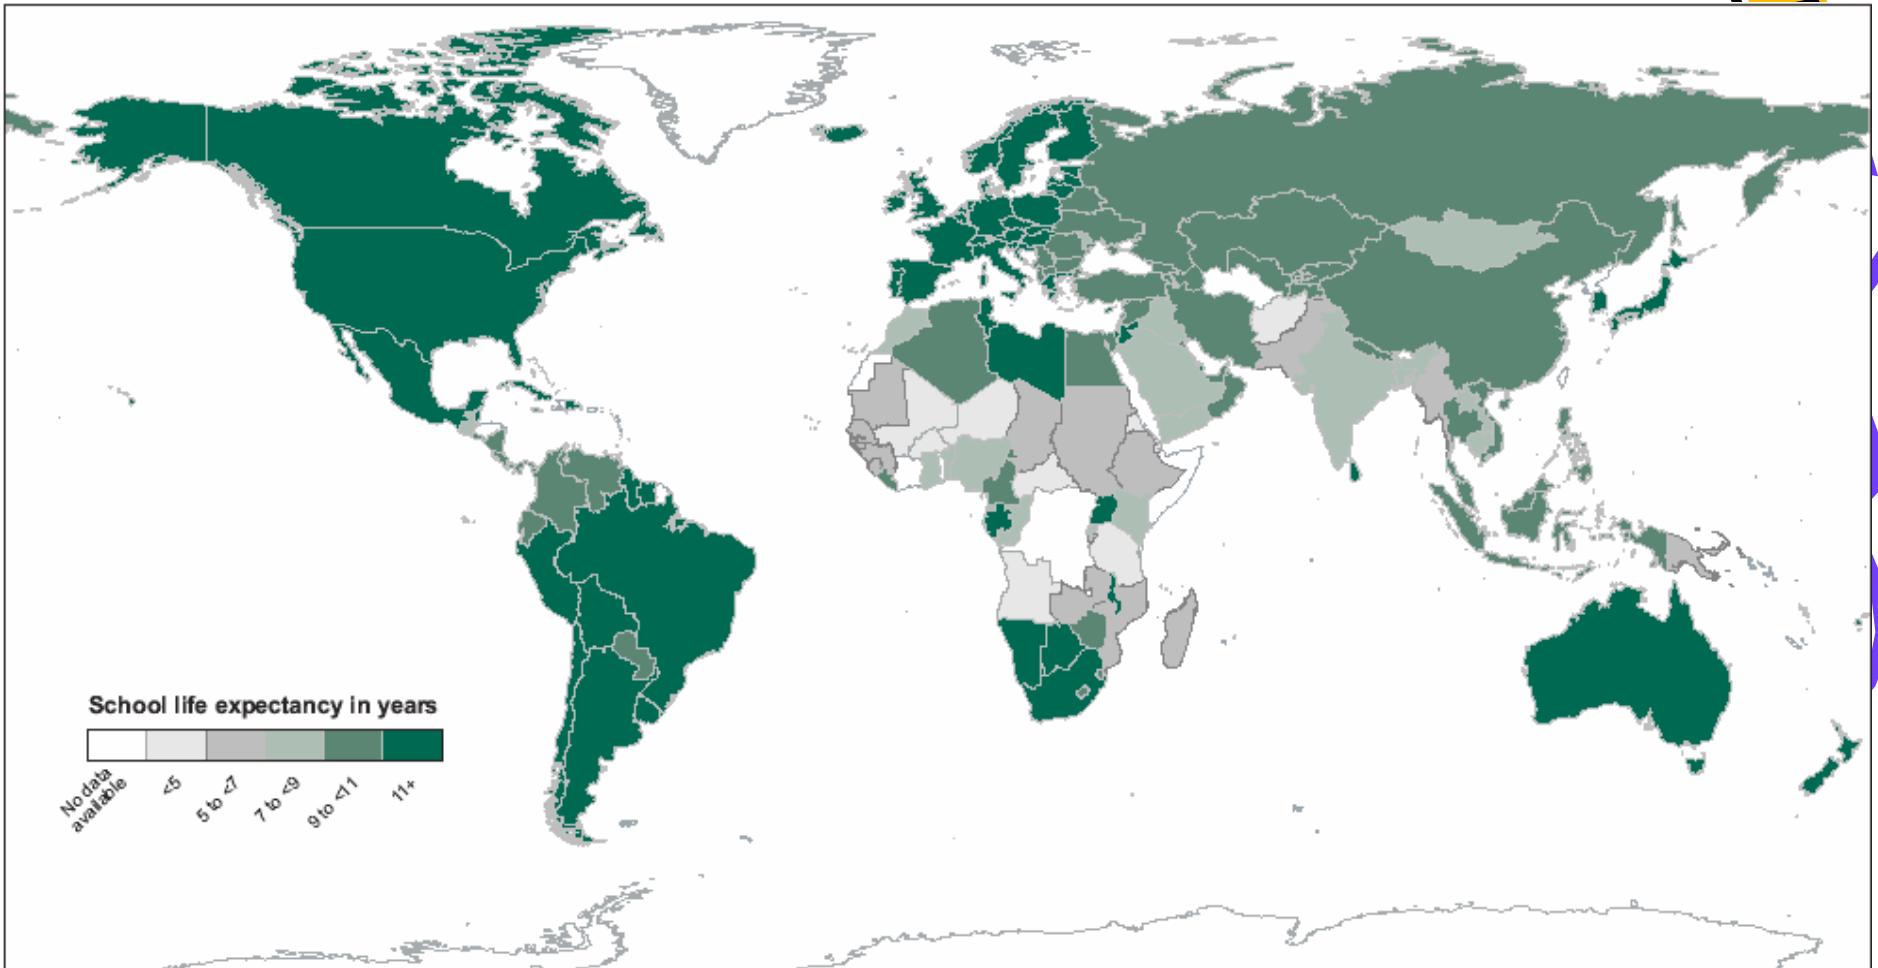 School life expectancy in years
No data
available
<5
5 to <7
7 to <9
9 to <11
11+